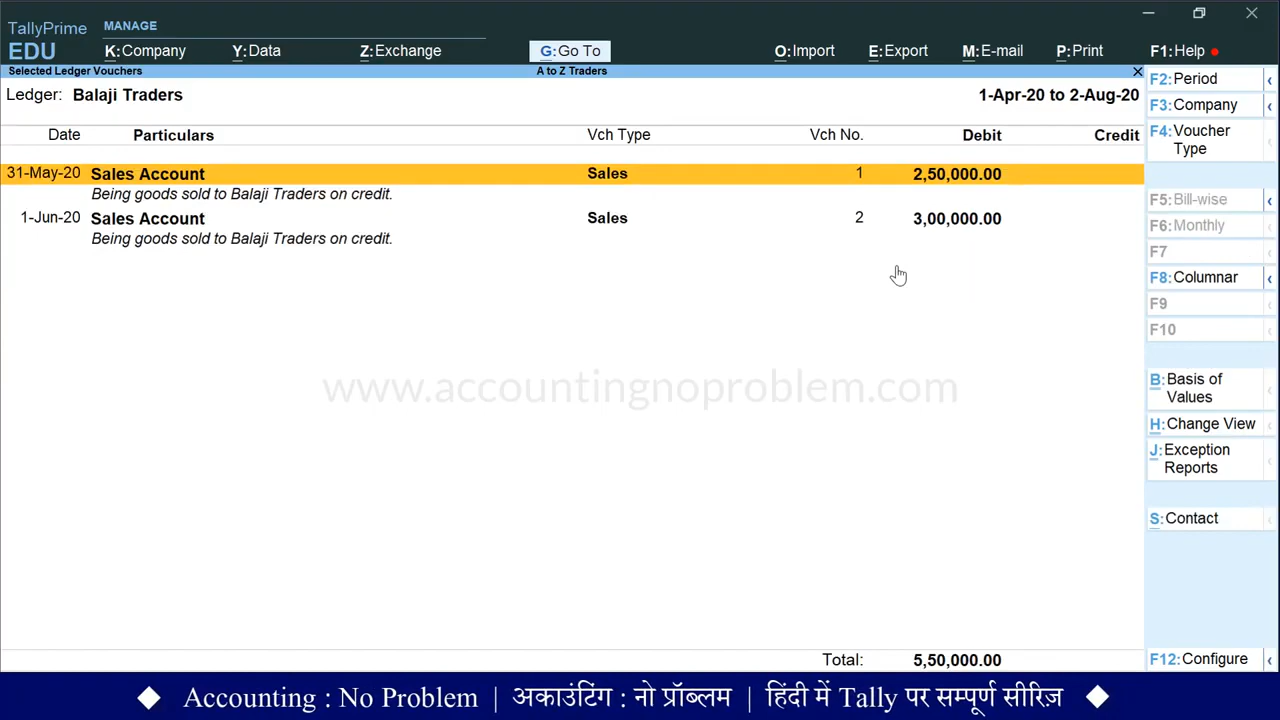 TallyPrime MANAGE
EDU K:Company Y:Data Z:Exchange G:Go To O:Import E:Export M:E-mail P:Print F1:Help
Selected Ledger Vouchers A to Z Traders
Ledger: Balaji Traders 1-Apr-20 to 2-Aug-20
Date Particulars Vch Type Vch No. Debit Credit
31-May-20 Sales Account Sales 1 2,50,000.00
Being goods sold to Balaji Traders on credit.
1-Jun-20 Sales Account Sales 2 3,00,000.00
Being goods sold to Balaji Traders on credit.
www.accountingnoproblem.com
Total: 5,50,000.00
F2:Period
F3:Company
F4:Voucher
Type
F5:Bill-wise
F6:Monthly
F7
F8:Columnar
F9
F10
B:Basis of
Values
H:Change View
J:Exception
Reports
S:Contact
F12:Configure
Accounting : No Problem | अकाउंटिंग : नो प्रॉब्लम | हिंदी में Tally पर सम्पूर्ण सीरिज़